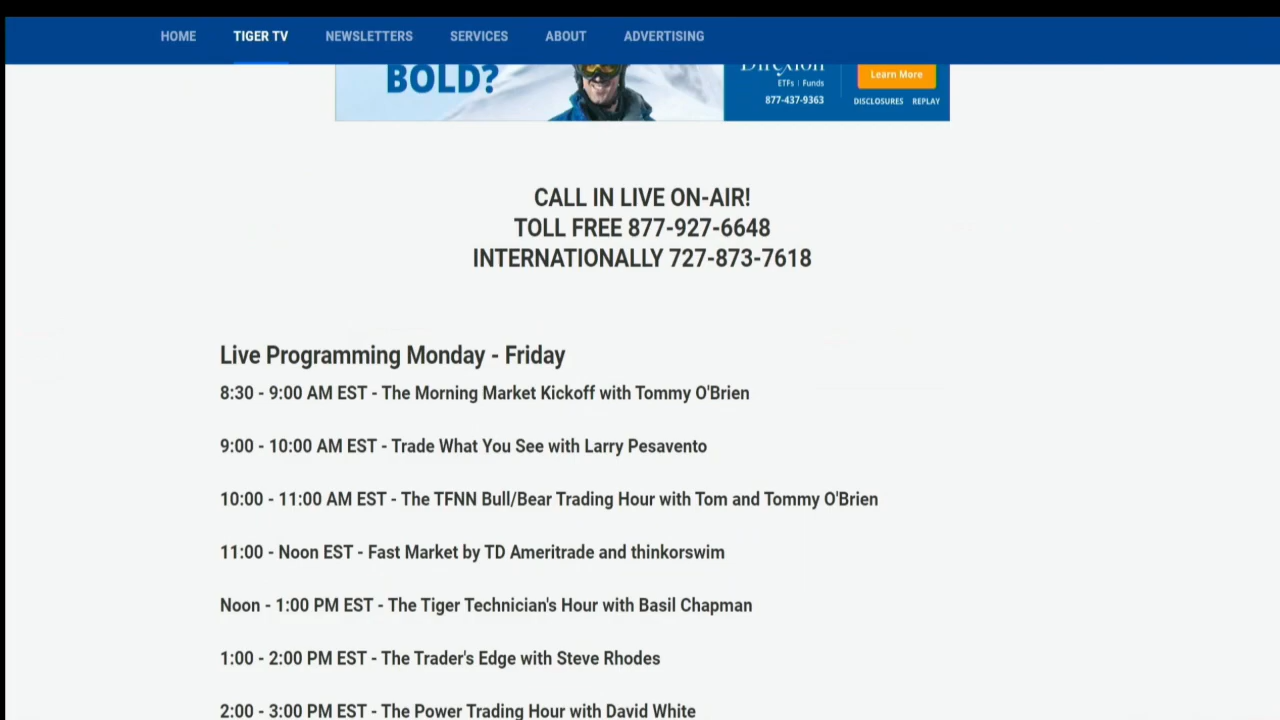 HOME TIGER TV NEWSLETTERS SERVICES ABOUT ADVERTISING
BOLD?
Direxion
ETFs | Funds
877-437-9363
Learn More
DISCLOSURES REPLAY
CALL IN LIVE ON-AIR!
TOLL FREE 877-927-6648
INTERNATIONALLY 727-873-7618
Live Programming Monday - Friday
8:30 - 9:00 AM EST - The Morning Market Kickoff with Tommy O'Brien
9:00 - 10:00 AM EST - Trade What You See with Larry Pesavento
10:00 - 11:00 AM EST - The TFNN Bull/Bear Trading Hour with Tom and Tommy O'Brien
11:00 - Noon EST - Fast Market by TD Ameritrade and thinkorswim
Noon - 1:00 PM EST - The Tiger Technician's Hour with Basil Chapman
1:00 - 2:00 PM EST - The Trader's Edge with Steve Rhodes
2:00 - 3:00 PM EST - The Power Trading Hour with David White